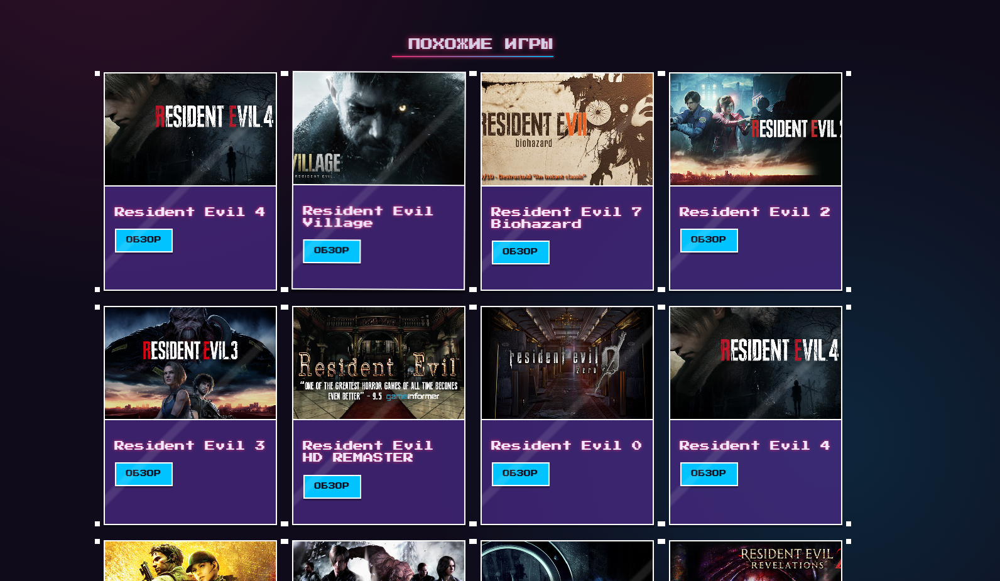 ПОХОЖИЕ ИГРЫ
RESIDENT EVIL 4
VILLAGE
RESIDENT EVIL
RESIDENT EVII
biohazard
/10 - Destructoid "An instant classic"
RESIDENT EVIL 2
Resident Evil 4
ОБЗОР
Resident Evil
Village
ОБЗОР
Resident Evil 7
Biohazard
ОБЗОР
Resident Evil 2
ОБЗОР
RESIDENT EVIL 3
Resident Evil
"ONE OF THE GREATEST HORROR GAMES OF ALL TIME BECOMES
EVEN BETTER" - 9.5 gameinformer
resident evil 0
zero
RESIDENT EVIL 4
Resident Evil 3
ОБЗОР
Resident Evil
HD REMASTER
ОБЗОР
Resident Evil 0
ОБЗОР
Resident Evil 4
ОБЗОР
RESIDENT EVIL
REVELATIONS 2